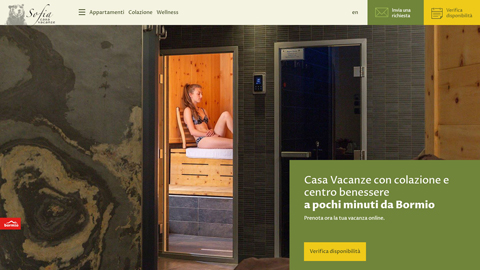 Sofia
CASE VACANZE
Appartamenti Colazione Wellness
en
Invia una
richiesta
Verifica
disponibilità
Casa Vacanze con colazione e
centro benessere
a pochi minuti da Bormio
Prenota ora la tua vacanza online.
Verifica disponibilità
Bormio